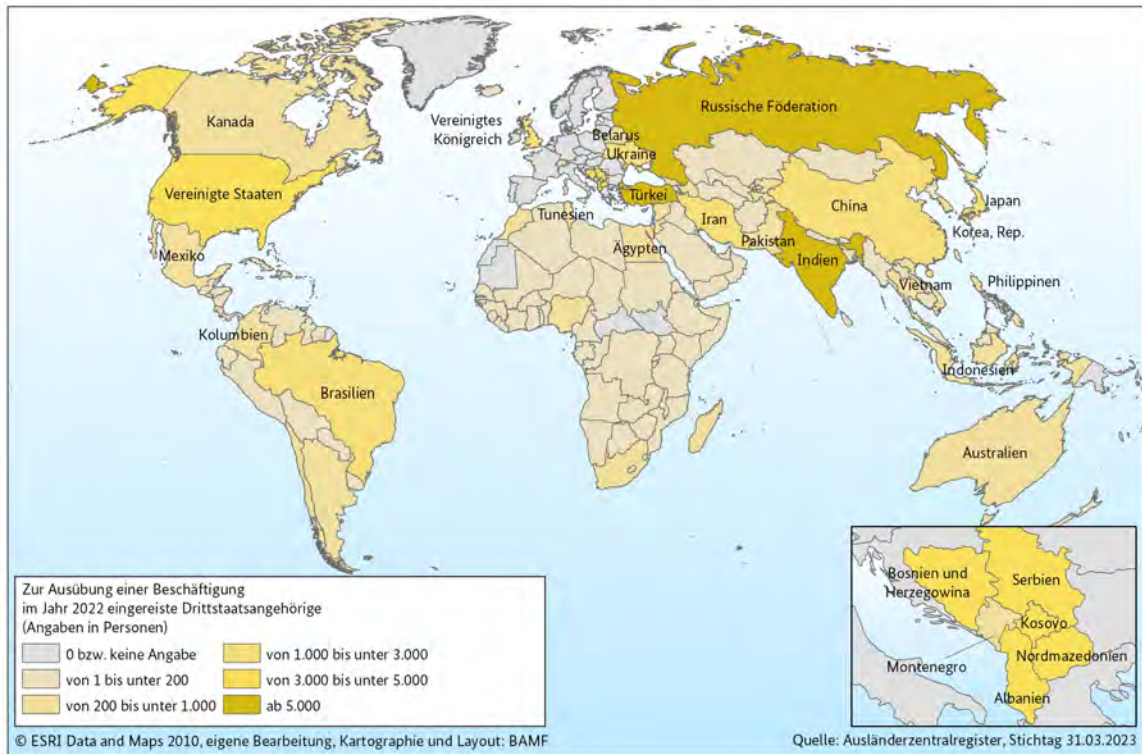 Kanada
Vereinigte Staaten
Mexiko
Kolumbien
Brasilien
Vereinigtes
Königreich
Belarus
Ukraine
Russische Föderation
Türkei
Tunesien
Ägypten
Iran
Pakistan
Indien
China
Japan
Korea, Rep.
Vietnam
Philippinen
Indonesien
Australien
Bosnien und
Herzegowina
Serbien
Kosovo
Montenegro
Nordmazedonien
Albanien
Zur Ausübung einer Beschäftigung
im Jahr 2022 eingereiste Drittstaatsangehörige
(Angaben in Personen)
0 bzw. keine Angabe
von 1 bis unter 200
von 200 bis unter 1.000
von 1.000 bis unter 3.000
von 3.000 bis unter 5.000
ab 5.000
© ESRI Data and Maps 2010, eigene Bearbeitung, Kartographie und Layout: BAMF
Quelle: Ausländerzentralregister, Stichtag 31.03.2023